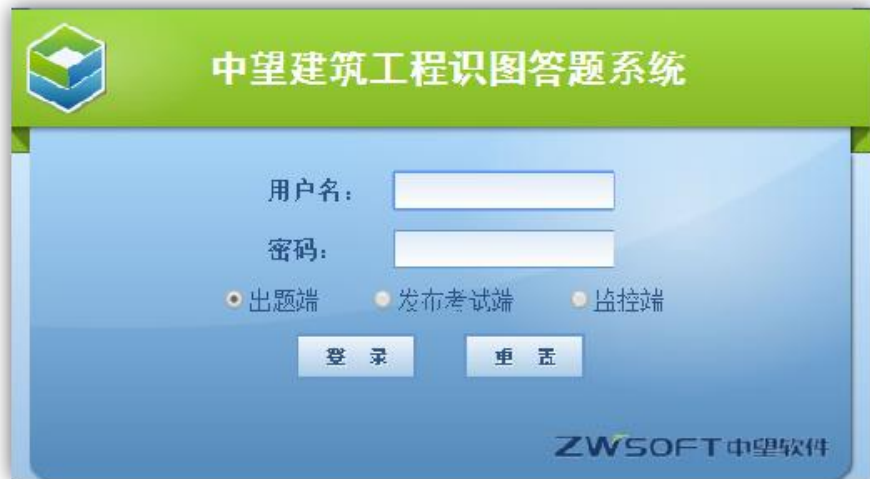 中望建筑工程识图答题系统
用户名：
密码：
出题端 发布考试端 监控端
登 录 重 置
ZWSOFT中望软件